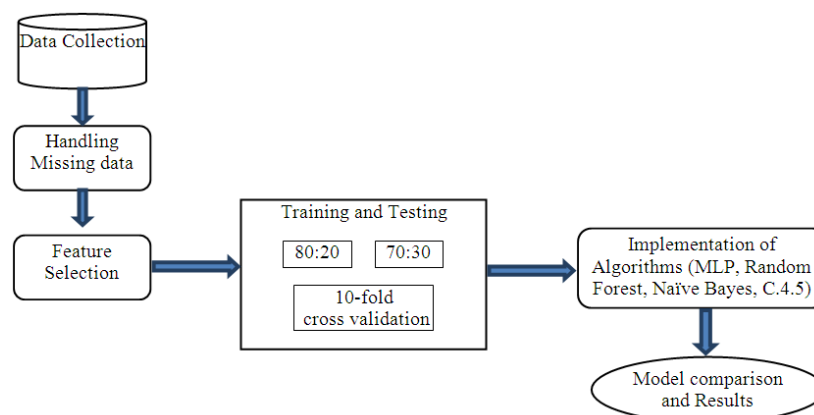 Data Collection
Handling
Missing data
Feature
Selection
Training and Testing
80:20
70:30
10-fold
cross validation
Implementation of
Algorithms (MLP, Random
Forest, Naïve Bayes, C.4.5)
Model comparison
and Results